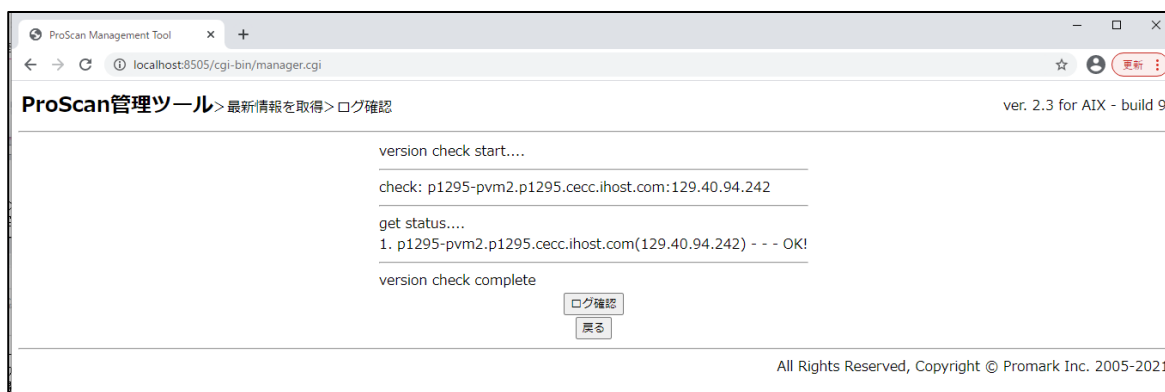 ProScan Management Tool
localhost:8505/cgi-bin/manager.cgi
更新
ProScan管理ツール>最新情報を取得>ログ確認
ver. 2.3 for AIX - build 9
version check start....
check: p1295-pvm2.p1295.cecc.ihost.com:129.40.94.242
get status....
1. p1295-pvm2.p1295.cecc.ihost.com(129.40.94.242) - - - OK!
version check complete
ログ確認
戻る
All Rights Reserved, Copyright © Promark Inc. 2005-2021